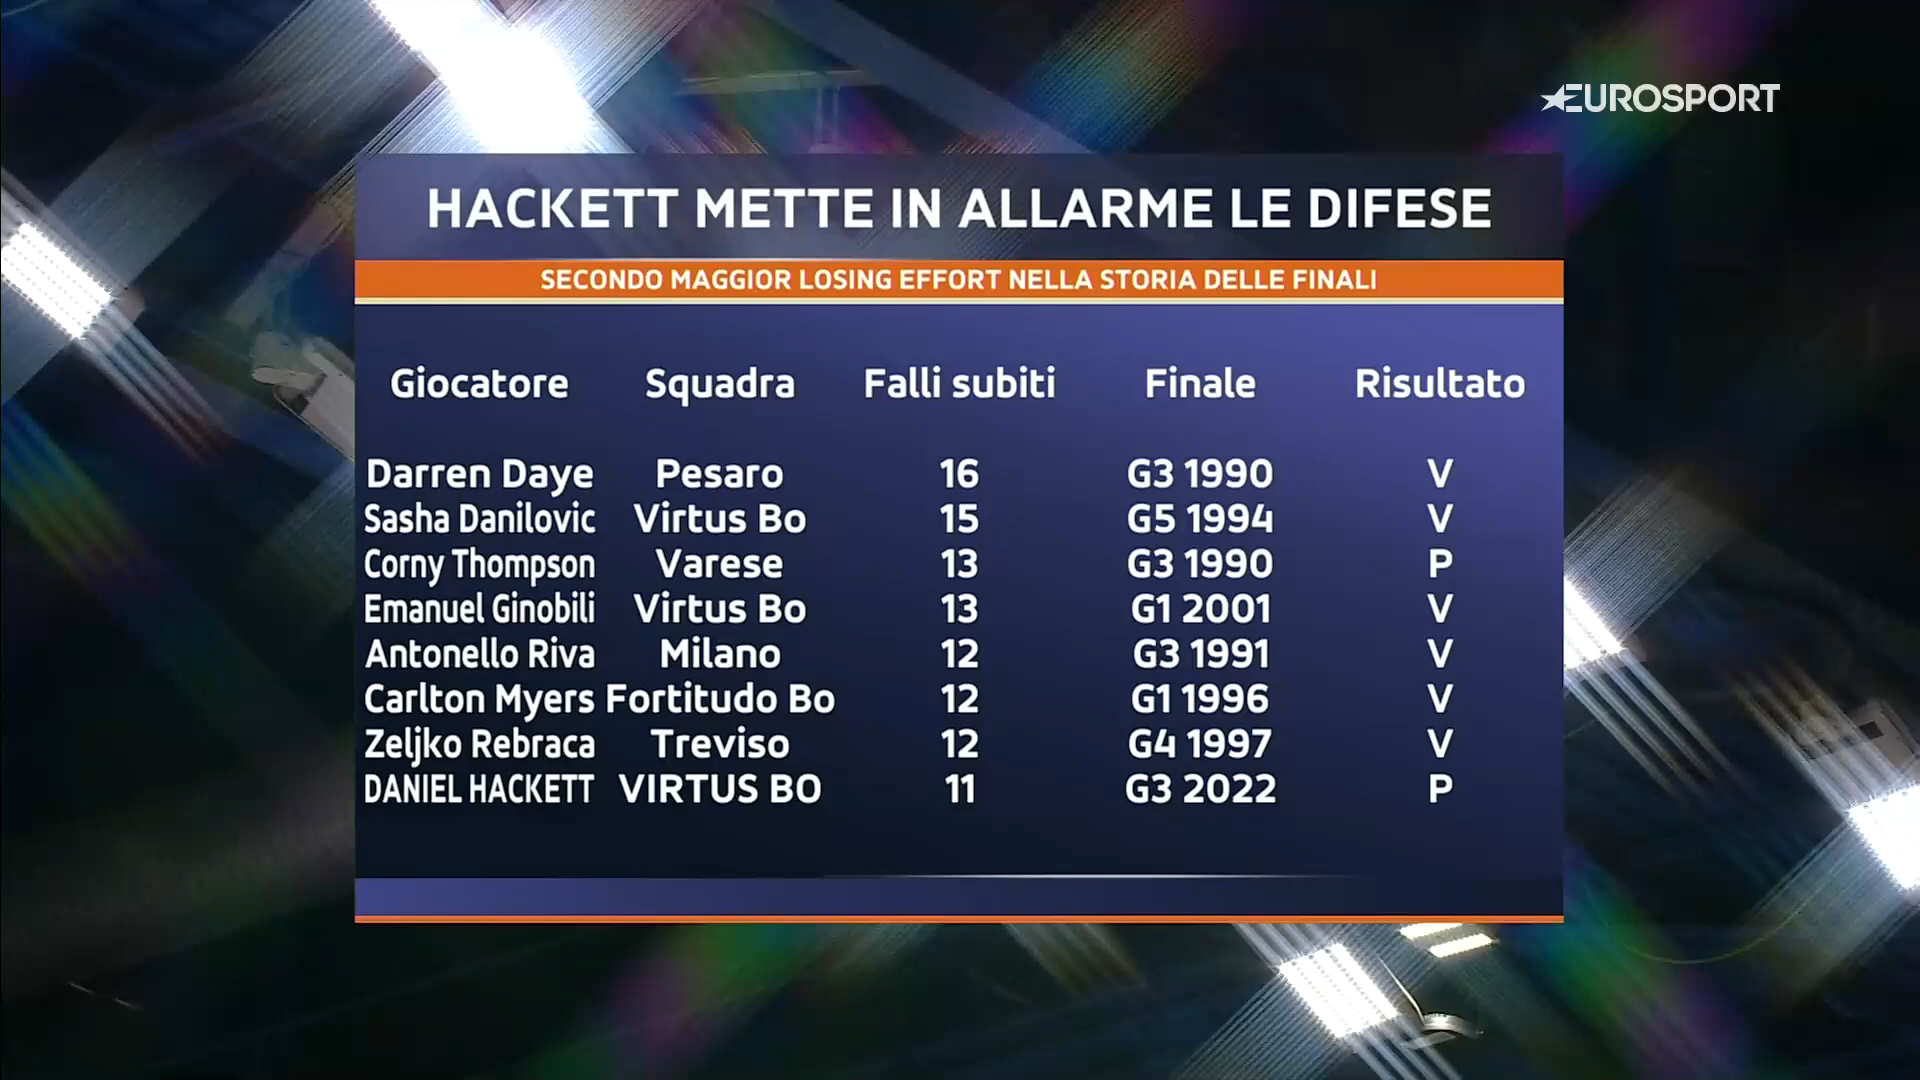 EUROSPORT
HACKETT METTE IN ALLARME LE DIFESE
SECONDO MAGGIOR LOSING EFFORT NELLA STORIA DELLE FINALI
Giocatore Squadra Falli subiti Finale Risultato
Darren Daye Pesaro 16 G3 1990 V
Sasha Danilovic Virtus Bo 15 G5 1994 V
Corny Thompson Varese 13 G3 1990 P
Emanuel Ginobili Virtus Bo 13 G1 2001 V
Antonello Riva Milano 12 G3 1991 V
Carlton Myers Fortitudo Bo 12 G1 1996 V
Zeljko Rebraca Treviso 12 G4 1997 V
DANIEL HACKETT VIRTUS BO 11 G3 2022 P